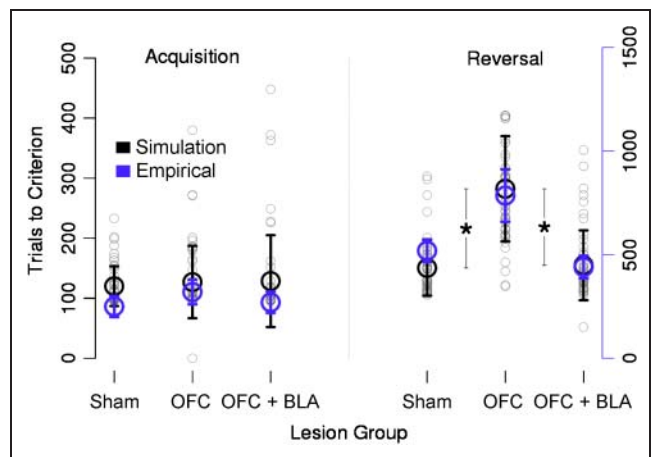 Acquisition
Reversal
Simulation
Empirical
Trials to Criterion
500
400
300
200
100
0
1500
1000
500
0
*
*
Sham OFC OFC + BLA Sham OFC OFC + BLA
Lesion Group